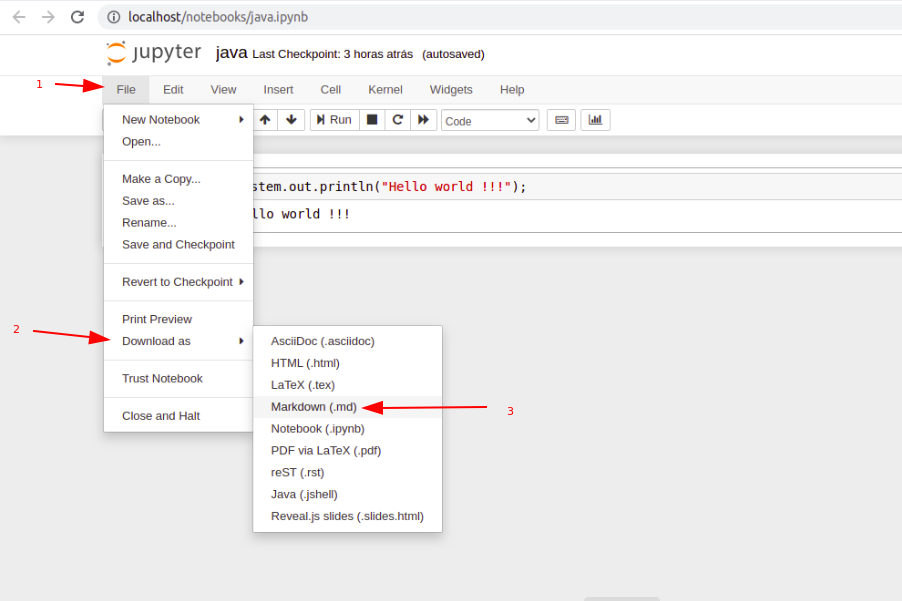 localhost/notebooks/java.ipynb
jupyter java Last Checkpoint: 3 horas atrás (autosaved)
1
File Edit View Insert Cell Kernel Widgets Help
New Notebook
Run
Code
Open...
Make a Copy...
stem.out.println("Hello world !!!");
Save as...
llo world !!!
Rename...
Save and Checkpoint
Revert to Checkpoint
Print Preview
2
Download as
AsciiDoc (.asciidoc)
HTML (.html)
Trust Notebook
LaTeX (.tex)
Markdown (.md)
3
Close and Halt
Notebook (.ipynb)
PDF via LaTeX (.pdf)
reST (.rst)
Java (.jshell)
Reveal.js slides (.slides.html)